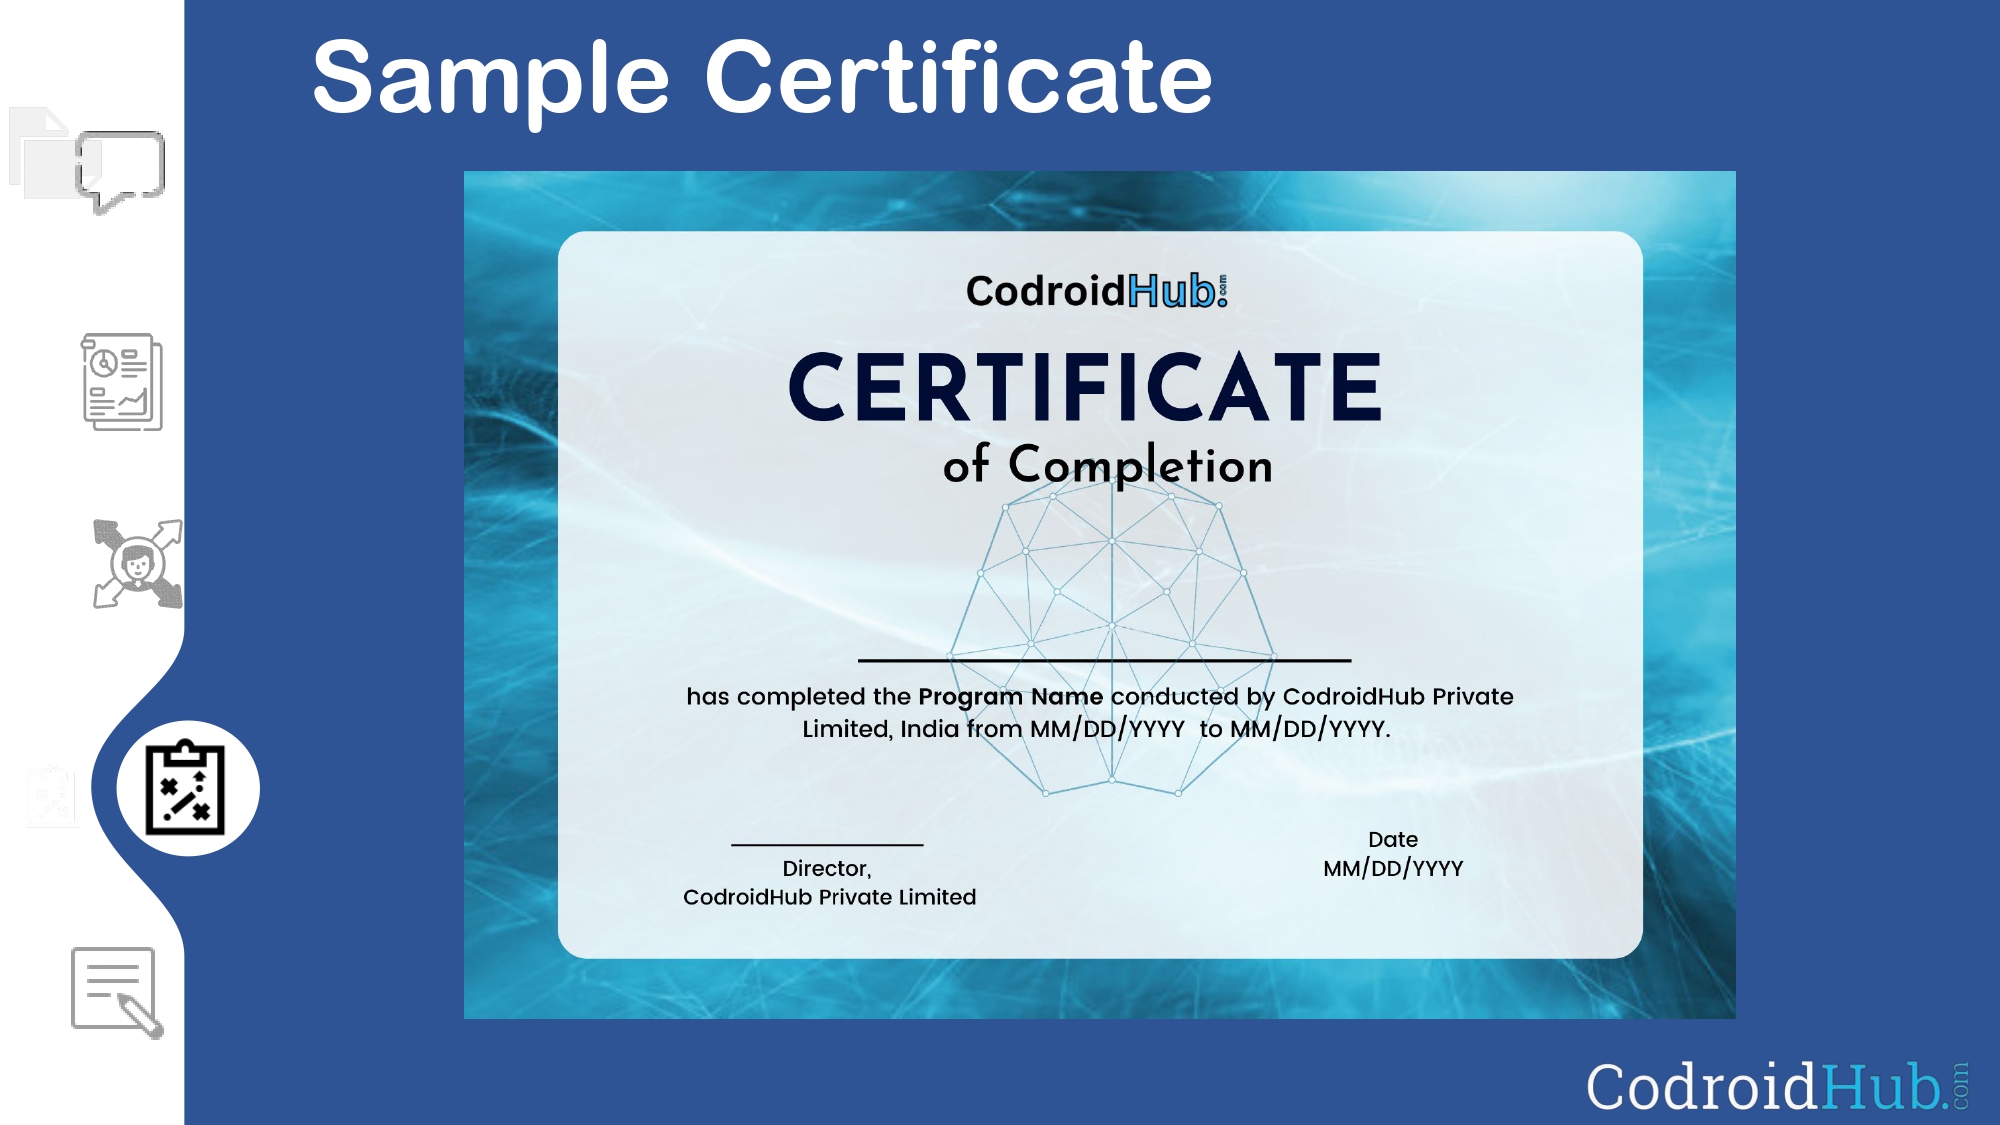 Sample Certificate
CodroidHub.com
CERTIFICATE
of Completion
has completed the Program Name conducted by CodroidHub Private
Limited, India from MM/DD/YYYY to MM/DD/YYYY.
Director,
CodroidHub Private Limited
Date
MM/DD/YYYY
CodroidHub.com